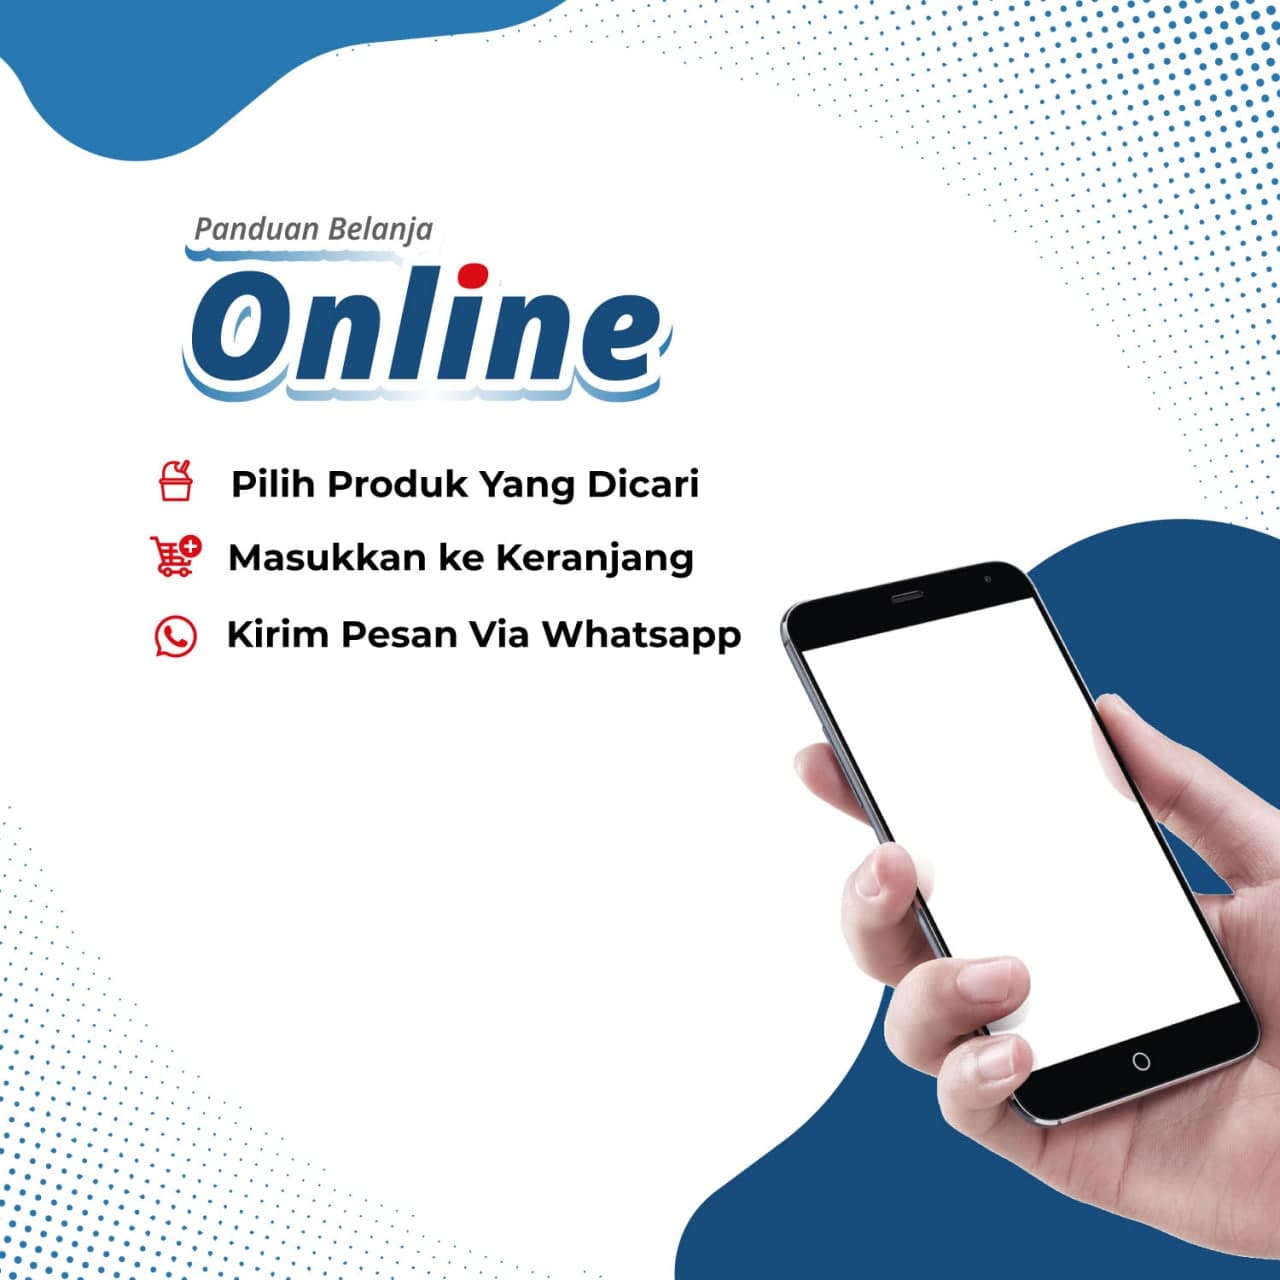 Panduan Belanja
Online
Pilih Produk Yang Dicari
Masukkan ke Keranjang
Kirim Pesan Via Whatsapp